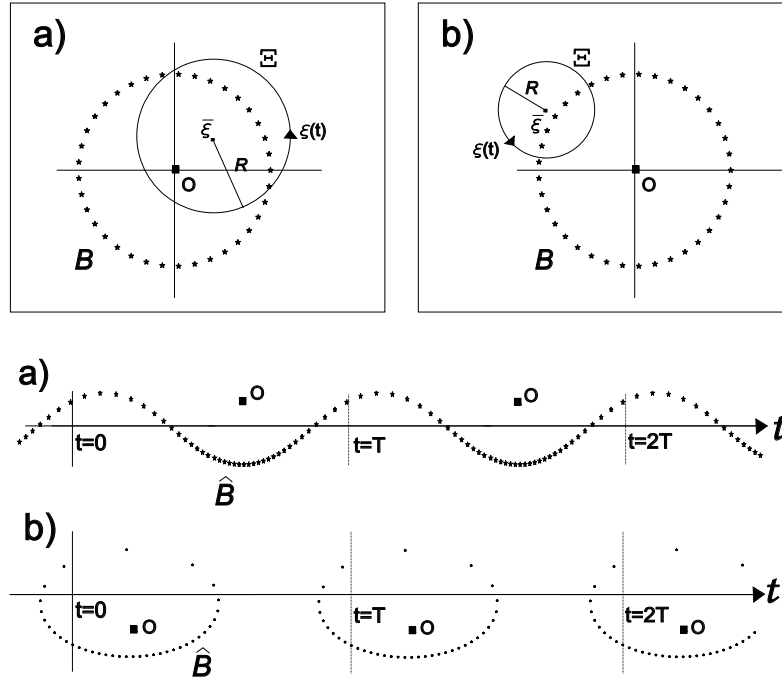 a)
Ξ
ξ̄
ξ(t)
R
O
B
b)
Ξ
R
ξ̄
ξ(t)
O
B
a)
O
O
t
t=0
t=T
t=2T
B̂
b)
t
t=0
t=T
t=2T
O
O
O
B̂